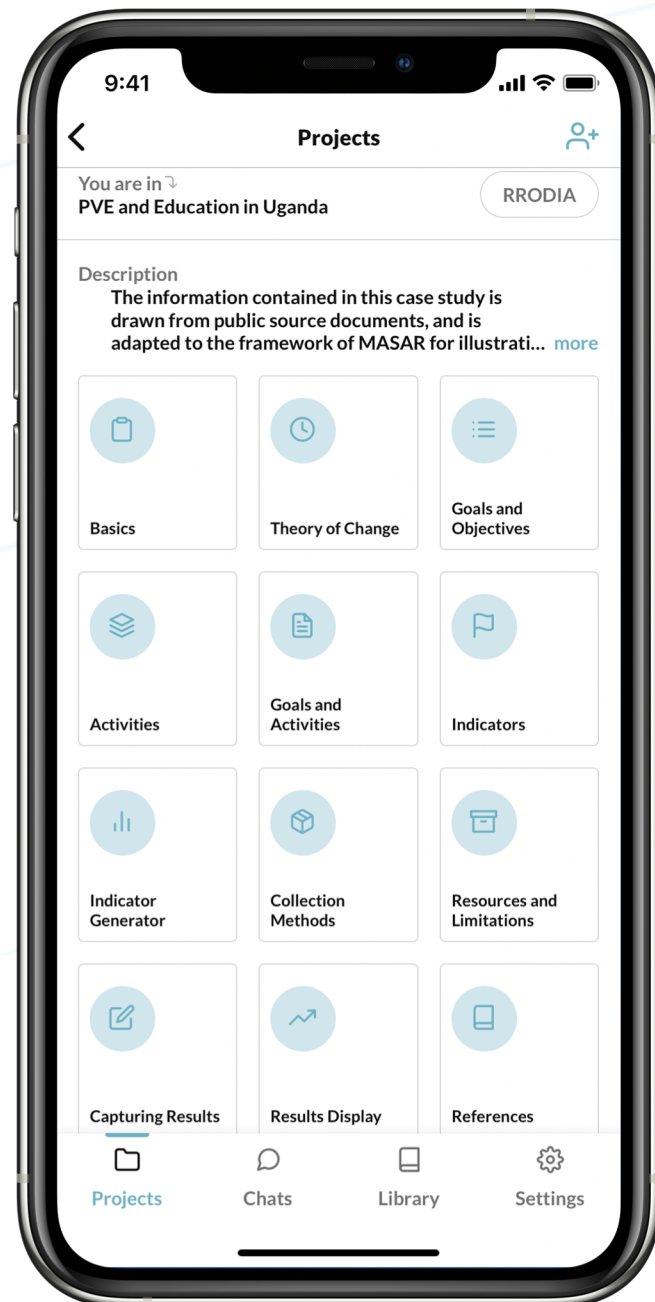 9:41
Projects
You are in
PVE and Education in Uganda
RRODIA
Description
The information contained in this case study is
drawn from public source documents, and is
adapted to the framework of MASAR for illustrati... more
Basics
Theory of Change
Goals and
Objectives
Activities
Goals and
Activities
Indicators
Indicator
Generator
Collection
Methods
Resources and
Limitations
Capturing Results
Results Display
References
Projects
Chats
Library
Settings